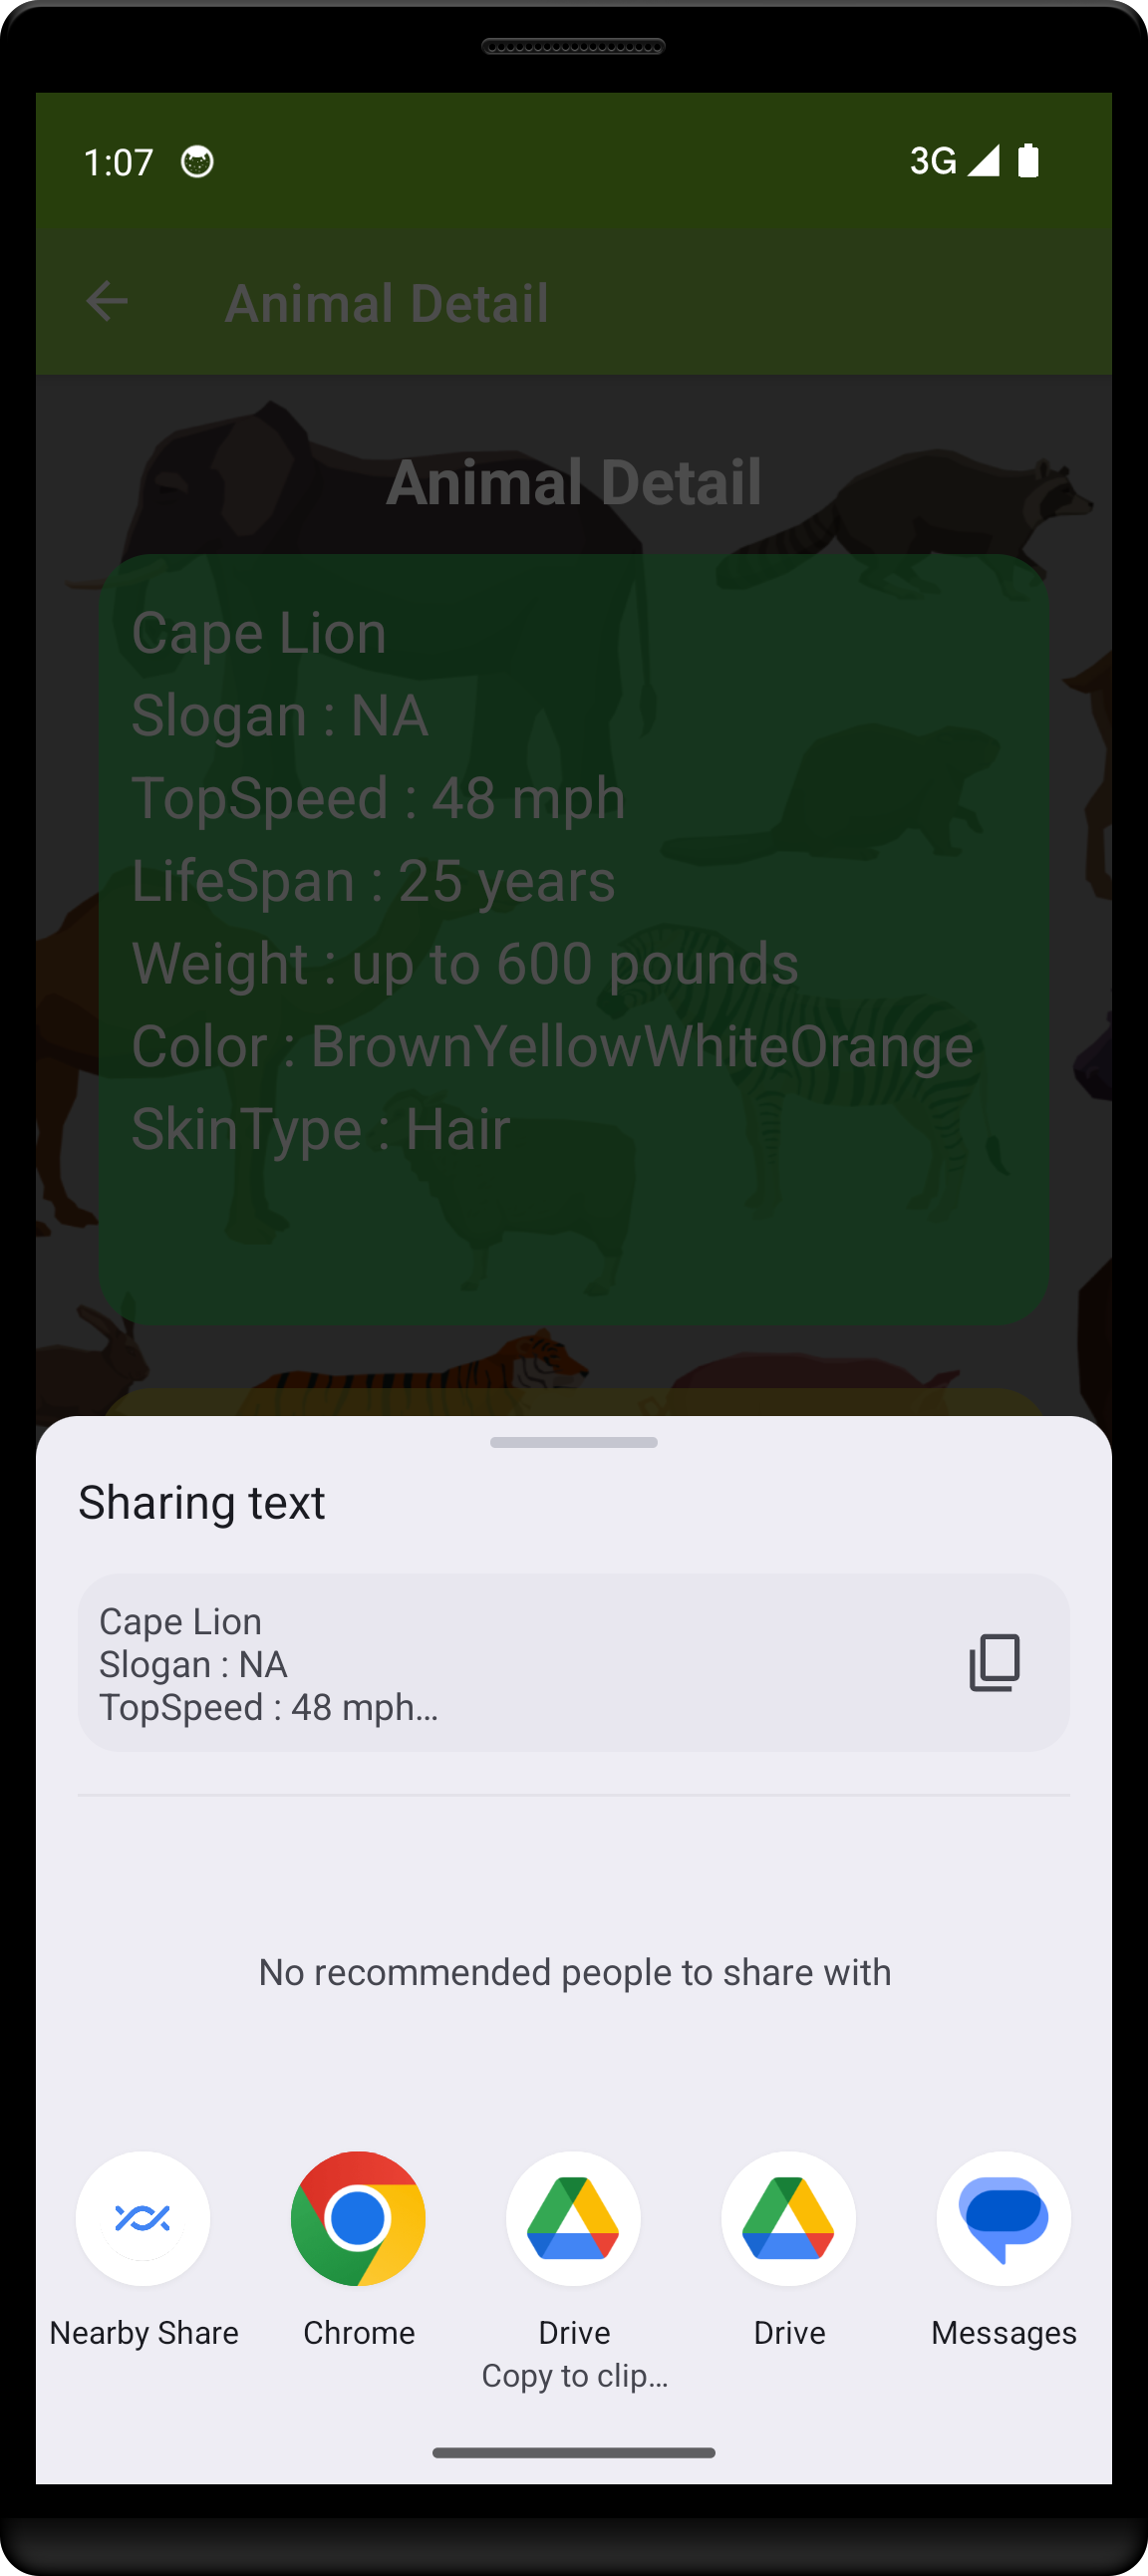 1:07
3G
Animal Detail
Animal Detail
Cape Lion
Slogan : NA
TopSpeed : 48 mph
LifeSpan : 25 years
Weight : up to 600 pounds
Color : BrownYellowWhiteOrange
SkinType : Hair
Sharing text
Cape Lion
Slogan : NA
TopSpeed : 48 mph…
No recommended people to share with
Nearby Share
Chrome
Drive
Copy to clip…
Drive
Messages